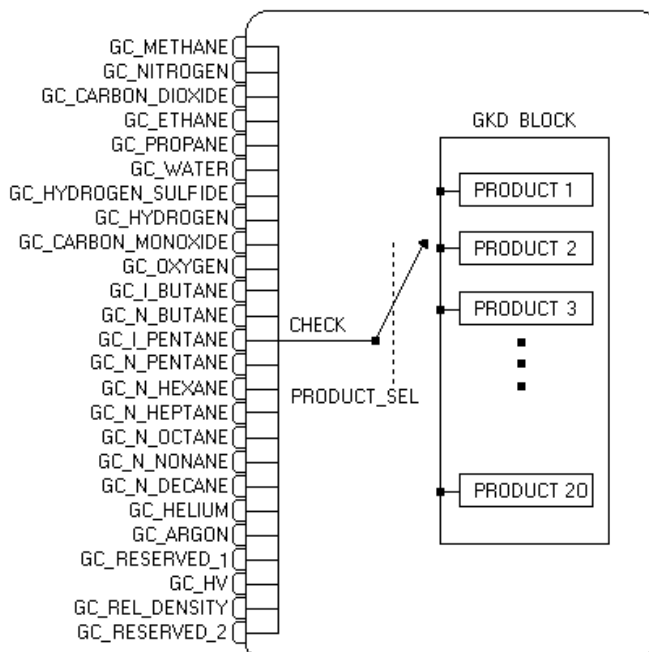 GC_METHANE
GC_NITROGEN
GC_CARBON_DIOXIDE
GC_ETHANE
GC_PROPANE
GC_WATER
GC_HYDROGEN_SULFIDE
GC_HYDROGEN
GC_CARBON_MONOXIDE
GC_OXYGEN
GC_I_BUTANE
GC_N_BUTANE
GC_I_PENTANE
GC_N_PENTANE
GC_N_HEXANE
GC_N_HEPTANE
GC_N_OCTANE
GC_N_NONANE
GC_N_DECANE
GC_HELIUM
GC_ARGON
GC_RESERVED_1
GC_HV
GC_REL_DENSITY
GC_RESERVED_2
CHECK
PRODUCT_SEL
GKD BLOCK
PRODUCT 1
PRODUCT 2
PRODUCT 3
PRODUCT 20